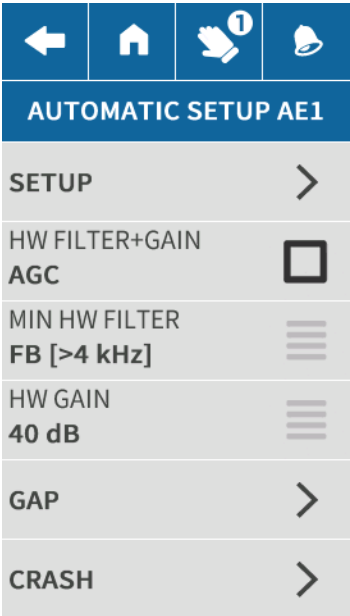 1
AUTOMATIC SETUP AE1
SETUP
HW FILTER+GAIN
AGC
MIN HW FILTER
FB [>4 kHz]
HW GAIN
40 dB
GAP
CRASH